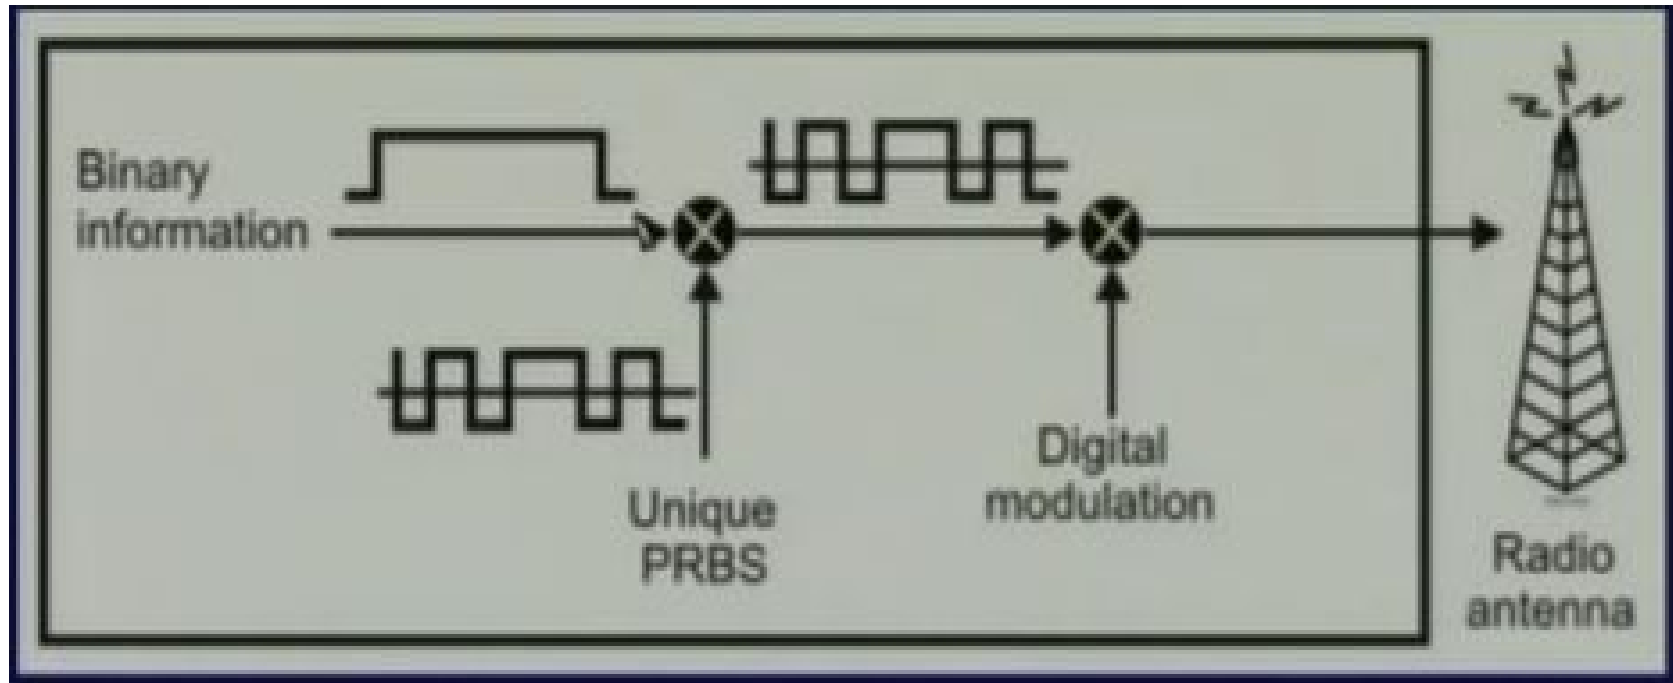 Binary
information
Unique
PRBS
Digital
modulation
Radio
antenna